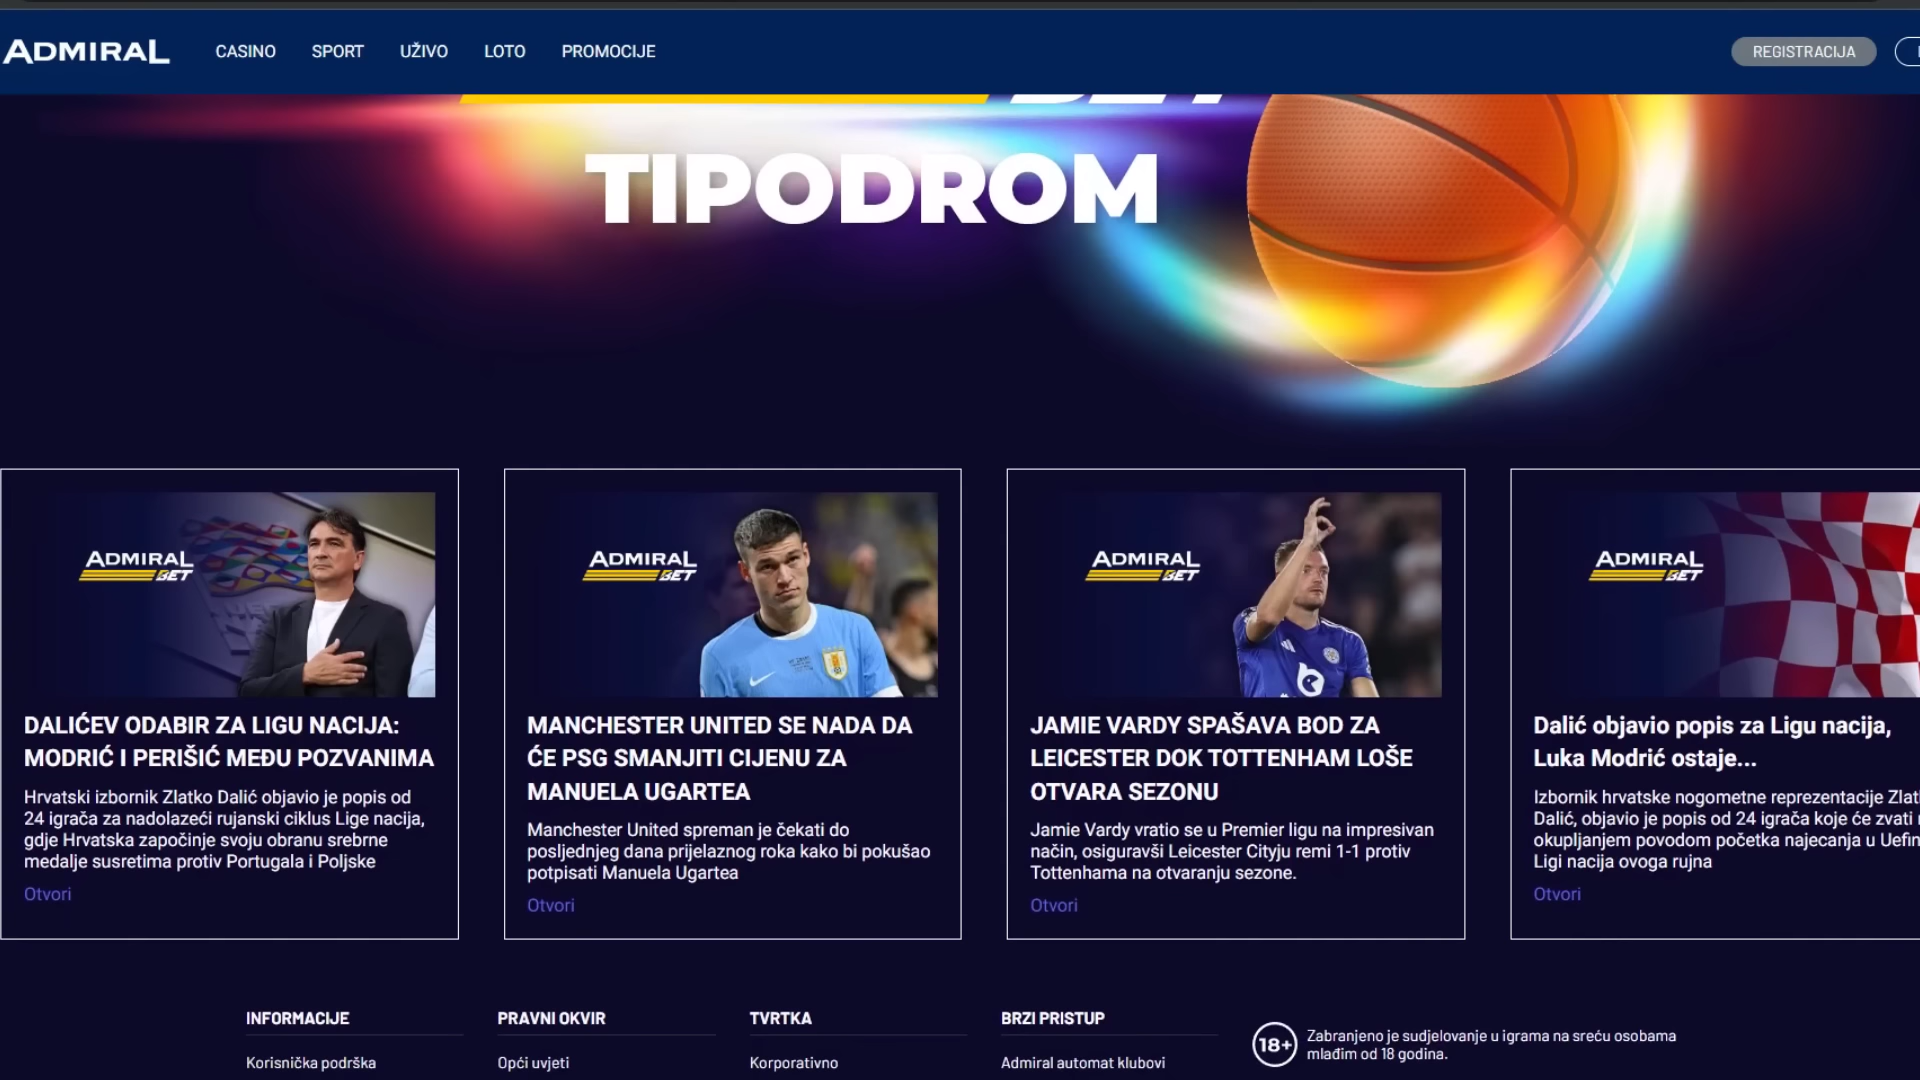 ADMIRAL CASINO SPORT UŽIVO LOTO PROMOCIJE REGISTRACIJA
TIPODROM
ADMIRAL
BET
DALIĆEV ODABIR ZA LIGU NACIJA:
MODRIĆ I PERIŠIĆ MEĐU POZVANIMA
Hrvatski izbornik Zlatko Dalić objavio je popis od
24 igrača za nadolazeći rujanski ciklus Lige nacija,
gdje Hrvatska započinje svoju obranu srebrne
medalje susretima protiv Portugala i Poljske
Otvori
ADMIRAL
BET
MANCHESTER UNITED SE NADA DA
ĆE PSG SMANJITI CIJENU ZA
MANUELA UGARTEA
Manchester United spreman je čekati do
posljednjeg dana prijelaznog roka kako bi pokušao
potpisati Manuela Ugartea
Otvori
ADMIRAL
BET
JAMIE VARDY SPAŠAVA BOD ZA
LEICESTER DOK TOTTENHAM LOŠE
OTVARA SEZONU
Jamie Vardy vratio se u Premier ligu na impresivan
način, osiguravši Leicester Cityju remi 1-1 protiv
Tottenhama na otvaranju sezone.
Otvori
ADMIRAL
BET
Dalić objavio popis za Ligu nacija,
Luka Modrić ostaje...
Izbornik hrvatske nogometne reprezentacije
Dalić, objavio je popis od 24 igrača koje će zvati
okupljanjem povodom početka najecanja u
Ligi nacija ovoga rujna
Otvori
INFORMACIJE
Korisnička podrška
PRAVNI OKVIR
Opći uvjeti
TVRTKA
Korporativno
BRZI PRISTUP
Admiral automat klubovi
18+
Zabranjeno je sudjelovanje u igrama na sreću osobama
mlađim od 18 godina.